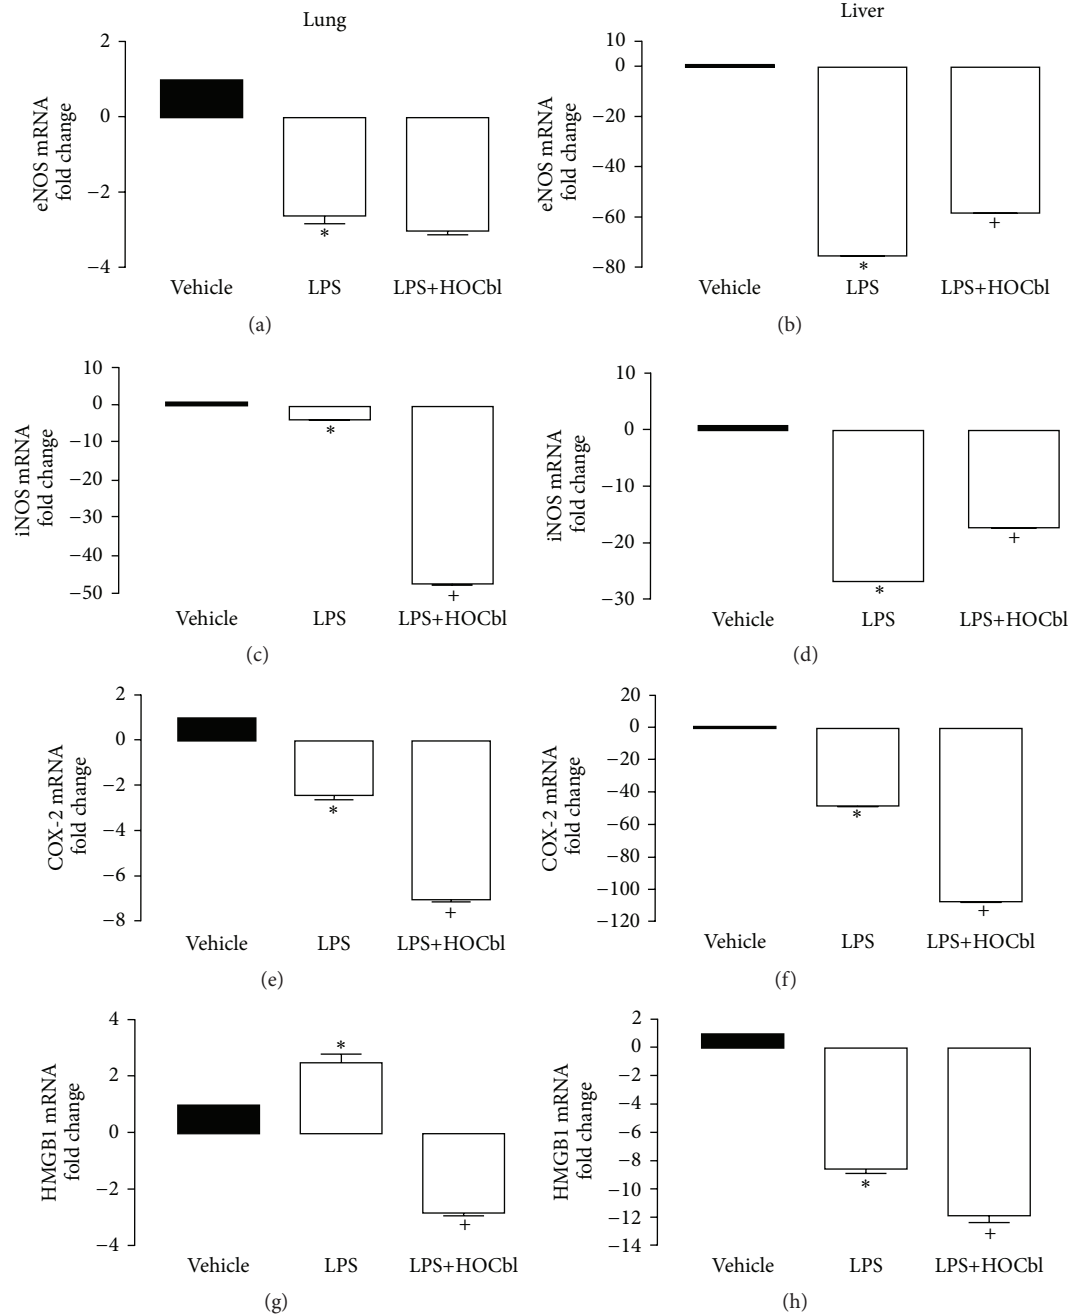 Lung
Liver
eNOS mRNA
fold change
2
0
−2
−4
*
Vehicle
LPS
LPS+HOCbl
(a)
eNOS mRNA
fold change
10
0
−20
−40
−60
−80
*
+
Vehicle
LPS
LPS+HOCbl
(b)
iNOS mRNA
fold change
10
0
−10
−20
−30
−40
−50
*
+
Vehicle
LPS
LPS+HOCbl
(c)
iNOS mRNA
fold change
10
0
−10
−20
−30
*
+
Vehicle
LPS
LPS+HOCbl
(d)
COX-2 mRNA
fold change
2
0
−2
−4
−6
−8
*
+
Vehicle
LPS
LPS+HOCbl
(e)
COX-2 mRNA
fold change
20
0
−20
−40
−60
−80
−100
−120
*
+
Vehicle
LPS
LPS+HOCbl
(f)
HMGB1 mRNA
fold change
4
2
0
−2
−4
*
+
Vehicle
LPS
LPS+HOCbl
(g)
HMGB1 mRNA
fold change
2
0
−2
−4
−6
−8
−10
−12
−14
*
+
Vehicle
LPS
LPS+HOCbl
(h)